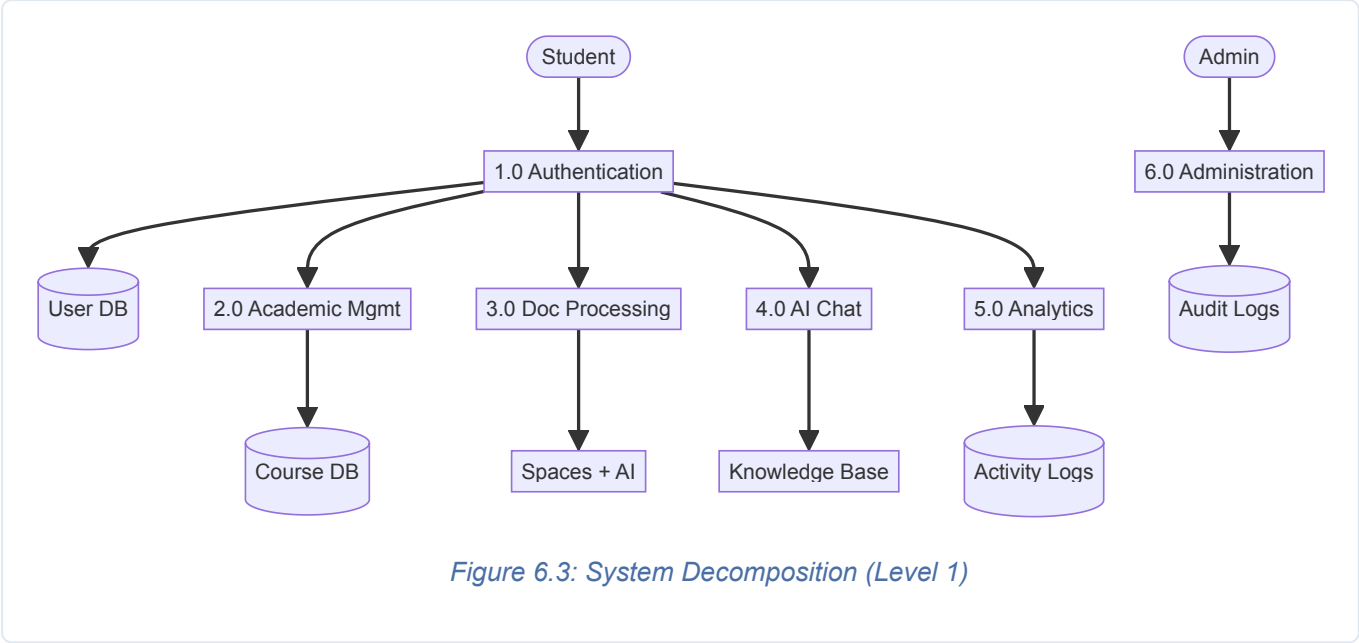 Student
Admin
1.0 Authentication
6.0 Administration
User DB
2.0 Academic Mgmt
3.0 Doc Processing
4.0 AI Chat
5.0 Analytics
Audit Logs
Course DB
Spaces + AI
Knowledge Base
Activity Logs
Figure 6.3: System Decomposition (Level 1)